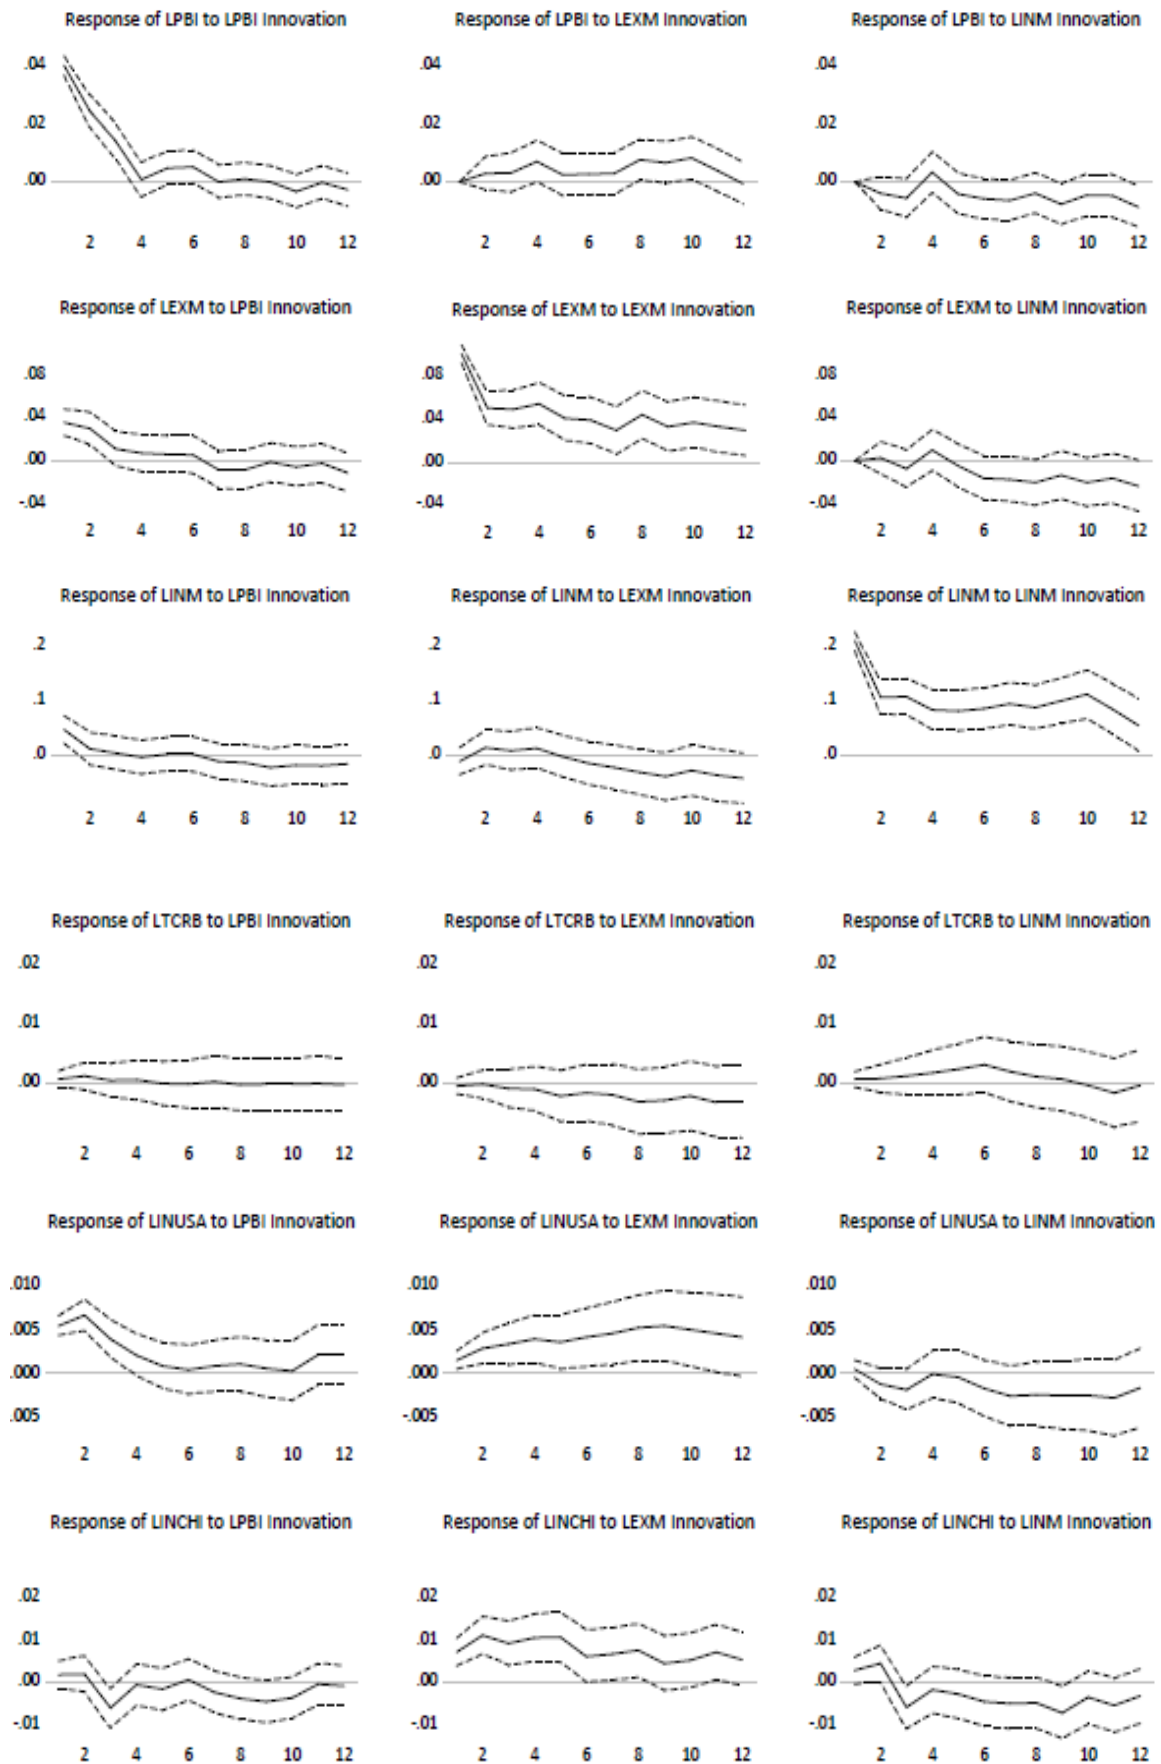 Response of LPBI to LPBI Innovation
.04
.02
.00
2 4 6 8 10 12
Response of LPBI to LEXM Innovation
.04
.02
.00
2 4 6 8 10 12
Response of LPBI to LINM Innovation
.04
.02
.00
2 4 6 8 10 12
Response of LEXM to LPBI Innovation
.08
.04
.00
-.04
2 4 6 8 10 12
Response of LEXM to LEXM Innovation
.08
.04
.00
-.04
2 4 6 8 10 12
Response of LEXM to LINM Innovation
.08
.04
.00
-.04
2 4 6 8 10 12
Response of LINM to LPBI Innovation
.2
.1
.0
2 4 6 8 10 12
Response of LINM to LEXM Innovation
.2
.1
.0
2 4 6 8 10 12
Response of LINM to LINM Innovation
.2
.1
.0
2 4 6 8 10 12
Response of LTCRB to LPBI Innovation
.02
.01
.00
2 4 6 8 10 12
Response of LTCRB to LEXM Innovation
.02
.01
.00
2 4 6 8 10 12
Response of LTCRB to LINM Innovation
.02
.01
.00
2 4 6 8 10 12
Response of LINUSA to LPBI Innovation
.010
.005
.000
.005
2 4 6 8 10 12
Response of LINUSA to LEXM Innovation
.010
.005
.000
-.005
2 4 6 8 10 12
Response of LINUSA to LINM Innovation
.010
.005
.000
-.005
2 4 6 8 10 12
Response of LINCHI to LPBI Innovation
.02
.01
.00
-.01
2 4 6 8 10 12
Response of LINCHI to LEXM Innovation
.02
.01
.00
-.01
2 4 6 8 10 12
Response of LINCHI to LINM Innovation
.02
.01
.00
-.01
2 4 6 8 10 12